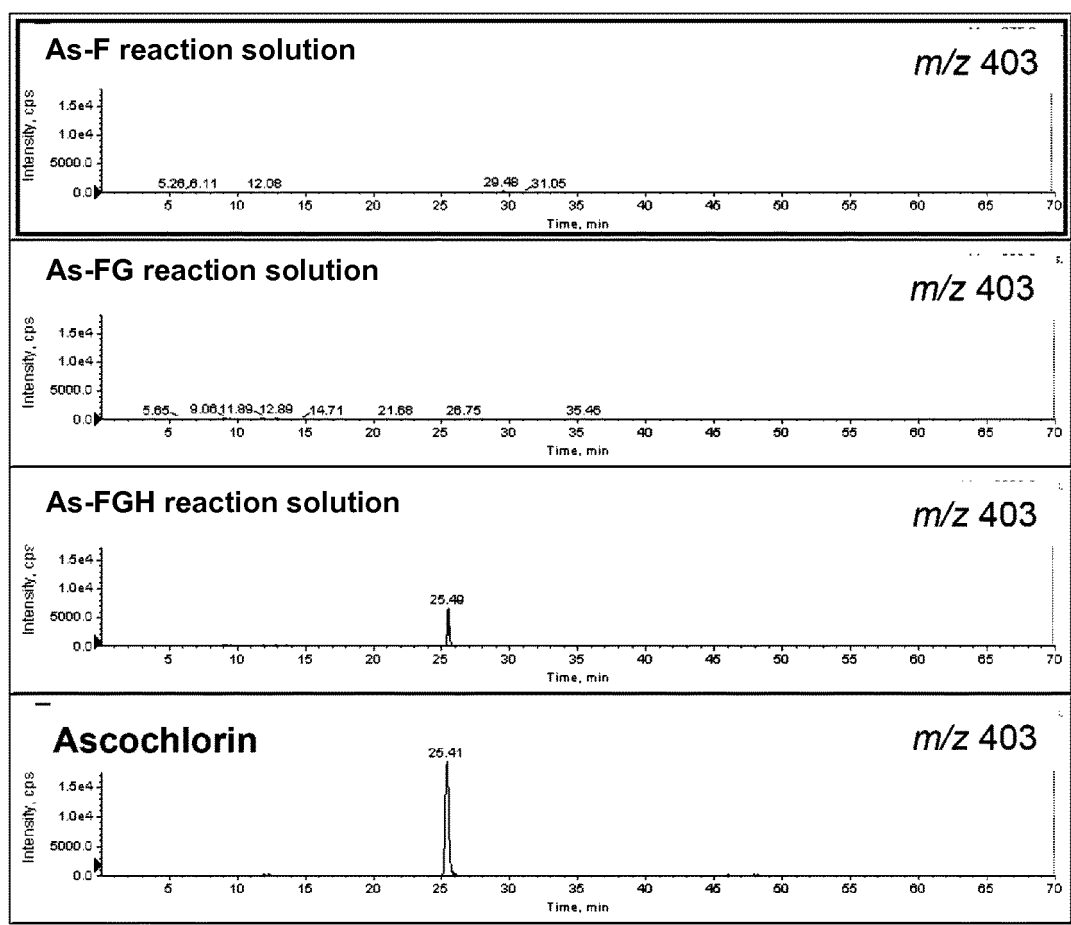 As-F reaction solution
m/z 403
Intensity, cps
1.5e4
1.0e4
5000.0
0.0
5.26 6.11 12.08 29.48 31.05
5 10 15 20 25 30 35 40 45 50 55 60 65 70
Time, min
As-FG reaction solution
m/z 403
Intensity, cps
1.5e4
1.0e4
5000.0
0.0
5.65 9.06 11.89 12.89 14.71 21.68 26.75 35.46
5 10 15 20 25 30 35 40 45 50 55 60 65 70
Time, min
As-FGH reaction solution
m/z 403
Intensity, cps
1.5e4
1.0e4
5000.0
0.0
25.49
5 10 15 20 25 30 35 40 45 50 55 60 65 70
Time, min
Ascochlorin
m/z 403
Intensity, cps
1.5e4
1.0e4
5000.0
0.0
25.41
5 10 15 20 25 30 35 40 45 50 55 60 65 70
Time, min